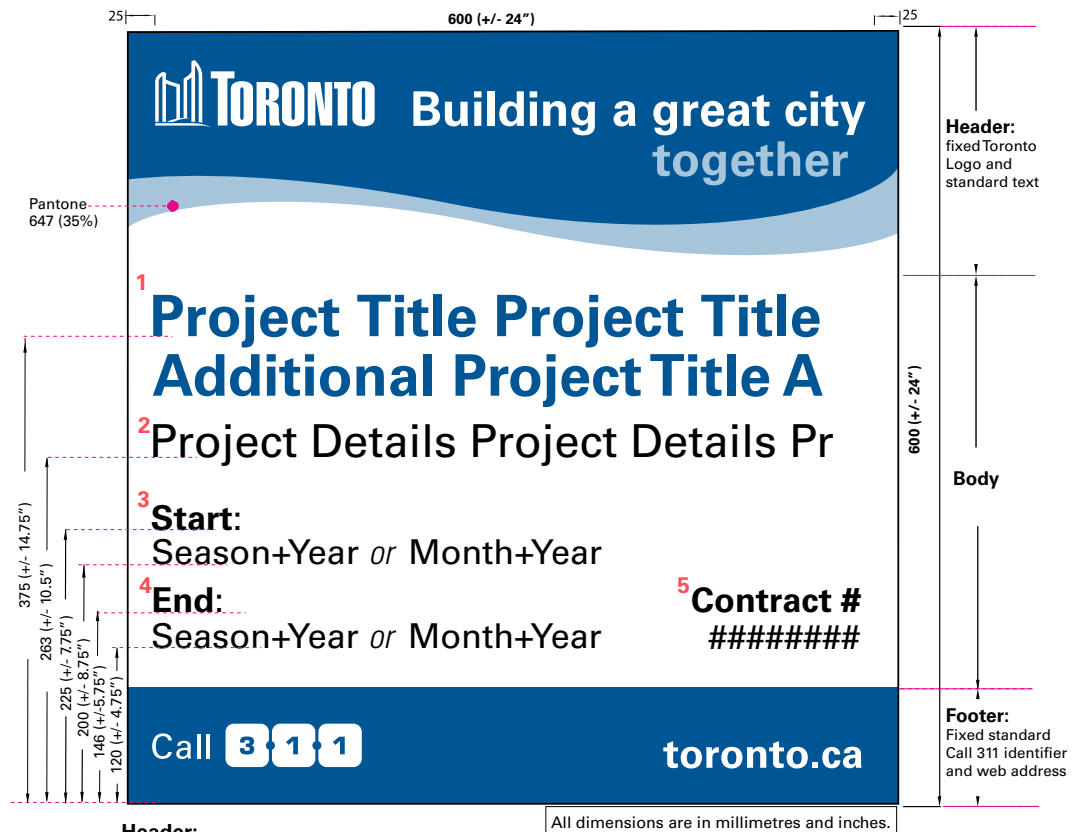 25
600 (+/- 24”)
25
TORONTO
Building a great city
together
Header:
fixed Toronto
Logo and
standard text
Pantone
647 (35%)
1
Project Title Project Title
Additional Project Title A
2
Project Details Project Details Pr
3
Start:
Season+Year or Month+Year
4
End:
Season+Year or Month+Year
5
Contract #
########
600 (+/- 24”)
Body
375 (+/- 14.75”)
263 (+/- 10.5”)
225 (+/- 7.75”)
200 (+/- 8.75”)
146 (+/-5.75”)
120 (+/- 4.75”)
Call 3·1·1
toronto.ca
Footer:
Fixed standard
Call 311 identifier
and web address
Header:
All dimensions are in millimetres and inches.